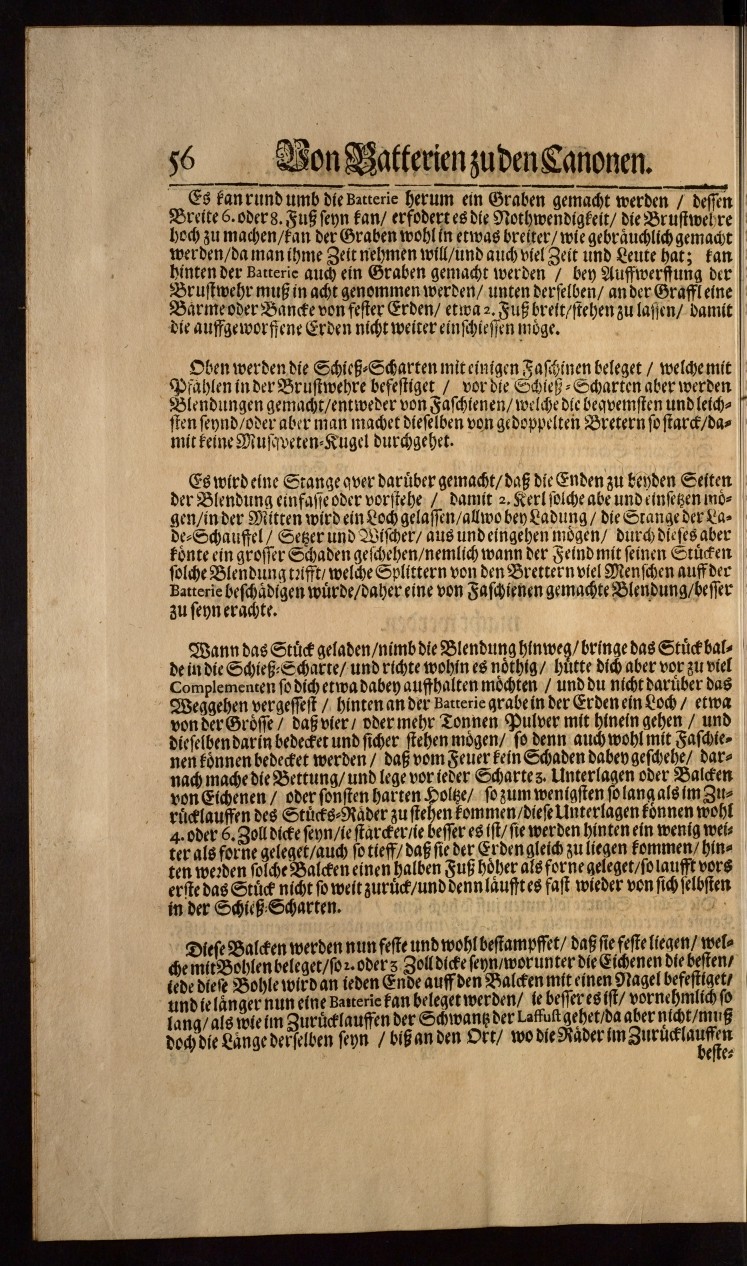 56 Von Batterien zu den Canonen.
Es kan rund umb die Batterie herum ein Graben gemacht werden / dessen
Breite 6. oder 8. Fuß seyn kan/ erfodert es die Nothwendigkeit/ die Brustwehre
hoch zu machen/kan der Graben wohl in etwas breiter/ wie gebräuchlich gemacht
werden/da man ihme Zeit nehmen will/und auch viel Zeit und Leute hat; kan
hinten der Batterie auch ein Graben gemacht werden / bey Auffwerffung der
Brustwehr muß in acht genommen werden/ unten derselben/ an der Graffl eine
Bärme oder Bancke von fester Erden/ etwa 2. Fuß breit/stehen zu lassen/ damit
die auffgeworffene Erden nicht weiter einschiessen möge.
Oben werden die Schieß-Scharten mit einigen Faschinen beleget / welche mit
Pfählen in der Brustwehre befestiget / vor die Schieß-Scharten aber werden
Blendungen gemacht/entweder von Faschienen/ welche die beqvemsten und leich-
sten seynd/oder aber man machet dieselben von gedoppelten Bretern so starck/da-
mit keine Musqveten-Kugel durchgehet.
Es wird eine Stange qver darüber gemacht/daß die Enden zu beyden Seiten
der Blendung einfasse oder vorstehe / damit 2. Kerl solche abe und einsetzen mö-
gen/in der Mitten wird ein Loch gelassen/allwo bey Ladung / die Stange der La-
de-Schauffel / Setzer und Wischer/ aus und eingehen mögen/ durch dieses aber
könte ein grosser Schaden geschehen/nemlich wann der Feind mit seinen Stücken
solche Blendung trifft/welche Splittern von den Brettern viel Menschen auff der
Batterie beschädigen würde/daher eine von Faschienen gemachte Blendung/besser
zu seyn erachte.
Wann das Stück geladen/nimb die Blendung hinweg/bringe das Stück bal-
de in die Schieß-Scharte/ und richte wohin es nöthig/ hütte dich aber vor zu viel
Complementen so dich etwa dabey auffhalten möchten / und du nicht darüber das
Weggehen vergessest / hinten an der Batterie grabe in der Erden ein Loch / etwa
von der Grösse / daß vier/ oder mehr Tonnen Pulver mit hinein gehen / und
dieselben darin bedecket und sicher stehen mögen/ so denn auch wohl mit Faschie-
nen können bedecket werden / daß vom Feuer kein Schaden dabey geschehe/ dar-
nach mache die Bettung/und lege vor ieder Scharte 3. Unterlagen oder Balcken
von Eichenen / oder sonsten harten Holtze/ so zum wenigsten so lang als im Zu-
rücklauffen des Stücks-Räder zu stehen kommen/diese Unterlagen können wohl
4. oder 6. Zoll dicke seyn/ie stärcker/ie besser es ist/sie werden hinten ein wenig wei-
ter als forne geleget/auch so tieff/ daß sie der Erden gleich zu liegen kommen/ hin-
ten werden solche Balcken einen halben Fuß höher als forne geleget/so laufft vors
erste das Stück nicht so weit zurück/und denn läufft es fast wieder von sich selbsten
in der Schieß-Scharten.
Diese Balcken werden nun feste und wohl bestampffet/ daß sie feste liegen/ wel-
che mit Bohlen beleget/so 2. oder 3 Zoll dicke seyn/worunter die Eichenen die besten/
iede diese Bohle wird an ieden Ende auff den Balcken mit einen Nagel befestiget/
und ie länger nun eine Batterie kan beleget werden/ ie besser es ist/ vornehmlich so
lang/ als wie im Zurücklauffen der Schwantz der Laffust gehet/da aber nicht/muß
doch die Länge derselben seyn / biß an den Ort/ wo die Räder im Zurücklauffen
beste-